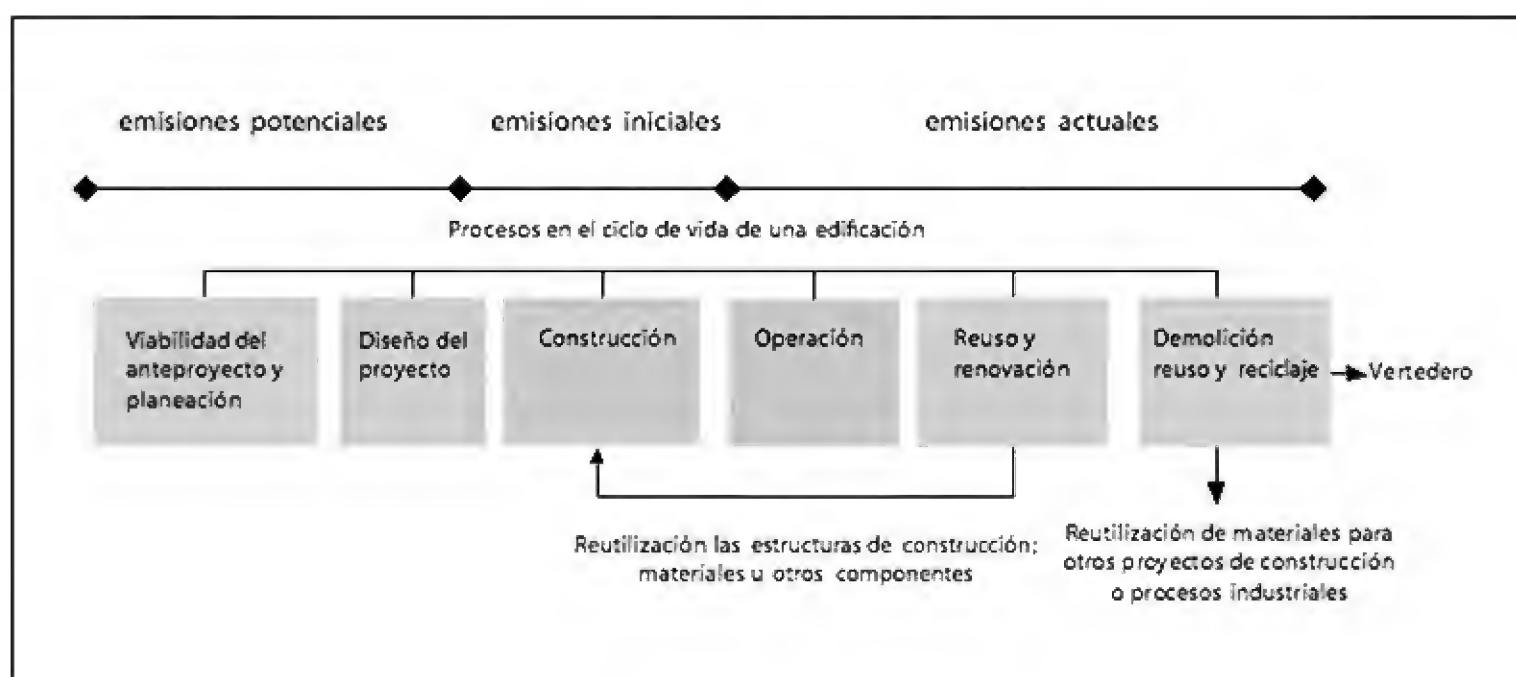 emisiones potenciales
emisiones iniciales
emisiones actuales
Procesos en el ciclo de vida de una edificación
Viabilidad del
anteproyecto y
planeación
Diseño del
proyecto
Construcción
Operación
Reuso y
renovación
Demolición
reuso y reciclaje
Vertedero
Reutilización las estructuras de construcción;
materiales u otros componentes
Reutilización de materiales para
otros proyectos de construcción
o procesos industriales